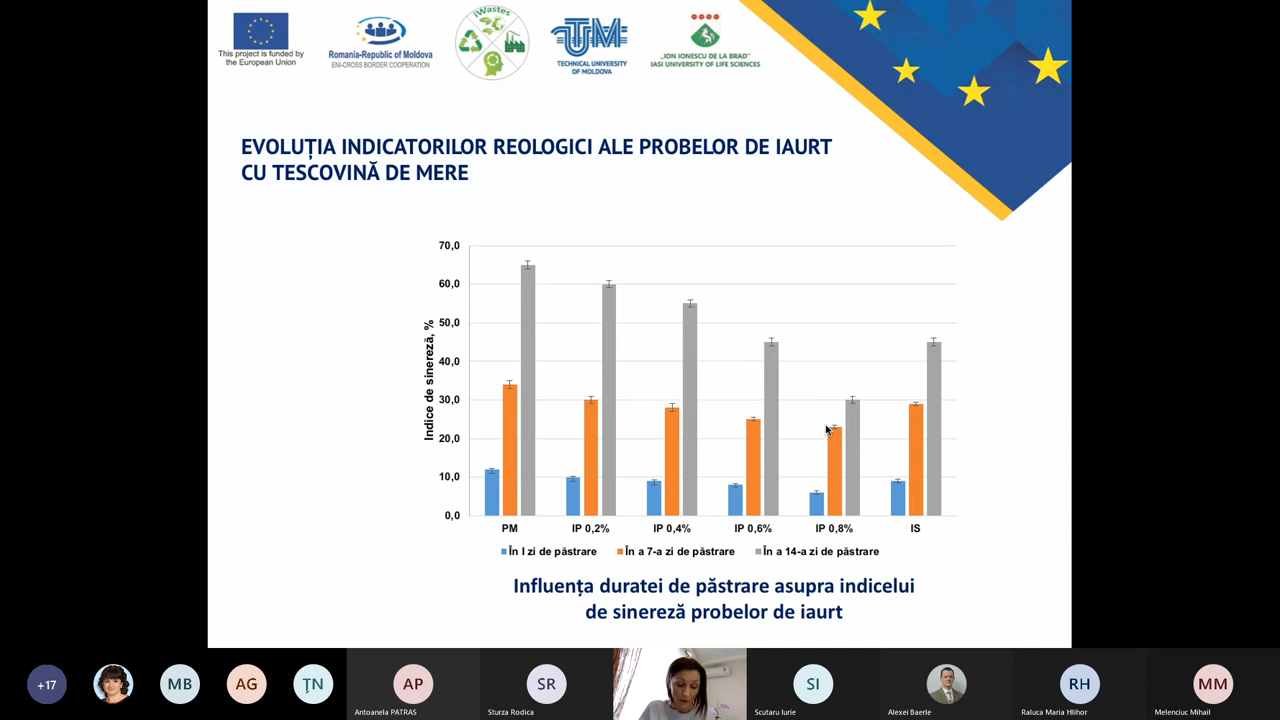 This project is funded by
the European Union
Romania-Republic of Moldova
ENI-CROSS BORDER COOPERATION
iWastes
UTM
TECHNICAL UNIVERSITY
OF MOLDOVA
„ION IONESCU DE LA BRAD"
IASI UNIVERSITY OF LIFE SCIENCES
EVOLUȚIA INDICATORILOR REOLOGICI ALE PROBELOR DE IAURT
CU TESCOVINĂ DE MERE
Indice de sinereză, %
70,0
60,0
50,0
40,0
30,0
20,0
10,0
0,0
PM IP 0,2% IP 0,4% IP 0,6% IP 0,8% IS
În I zi de păstrare În a 7-a zi de păstrare În a 14-a zi de păstrare
Influența duratei de păstrare asupra indicelui
de sinereză probelor de iaurt
+17 MB AG ŢN AP SR SI RH MM
Antoanela PATRAS Sturza Rodica Scutaru Iurie Alexei Baerle Raluca Maria Hlihor Melenciuc Mihail